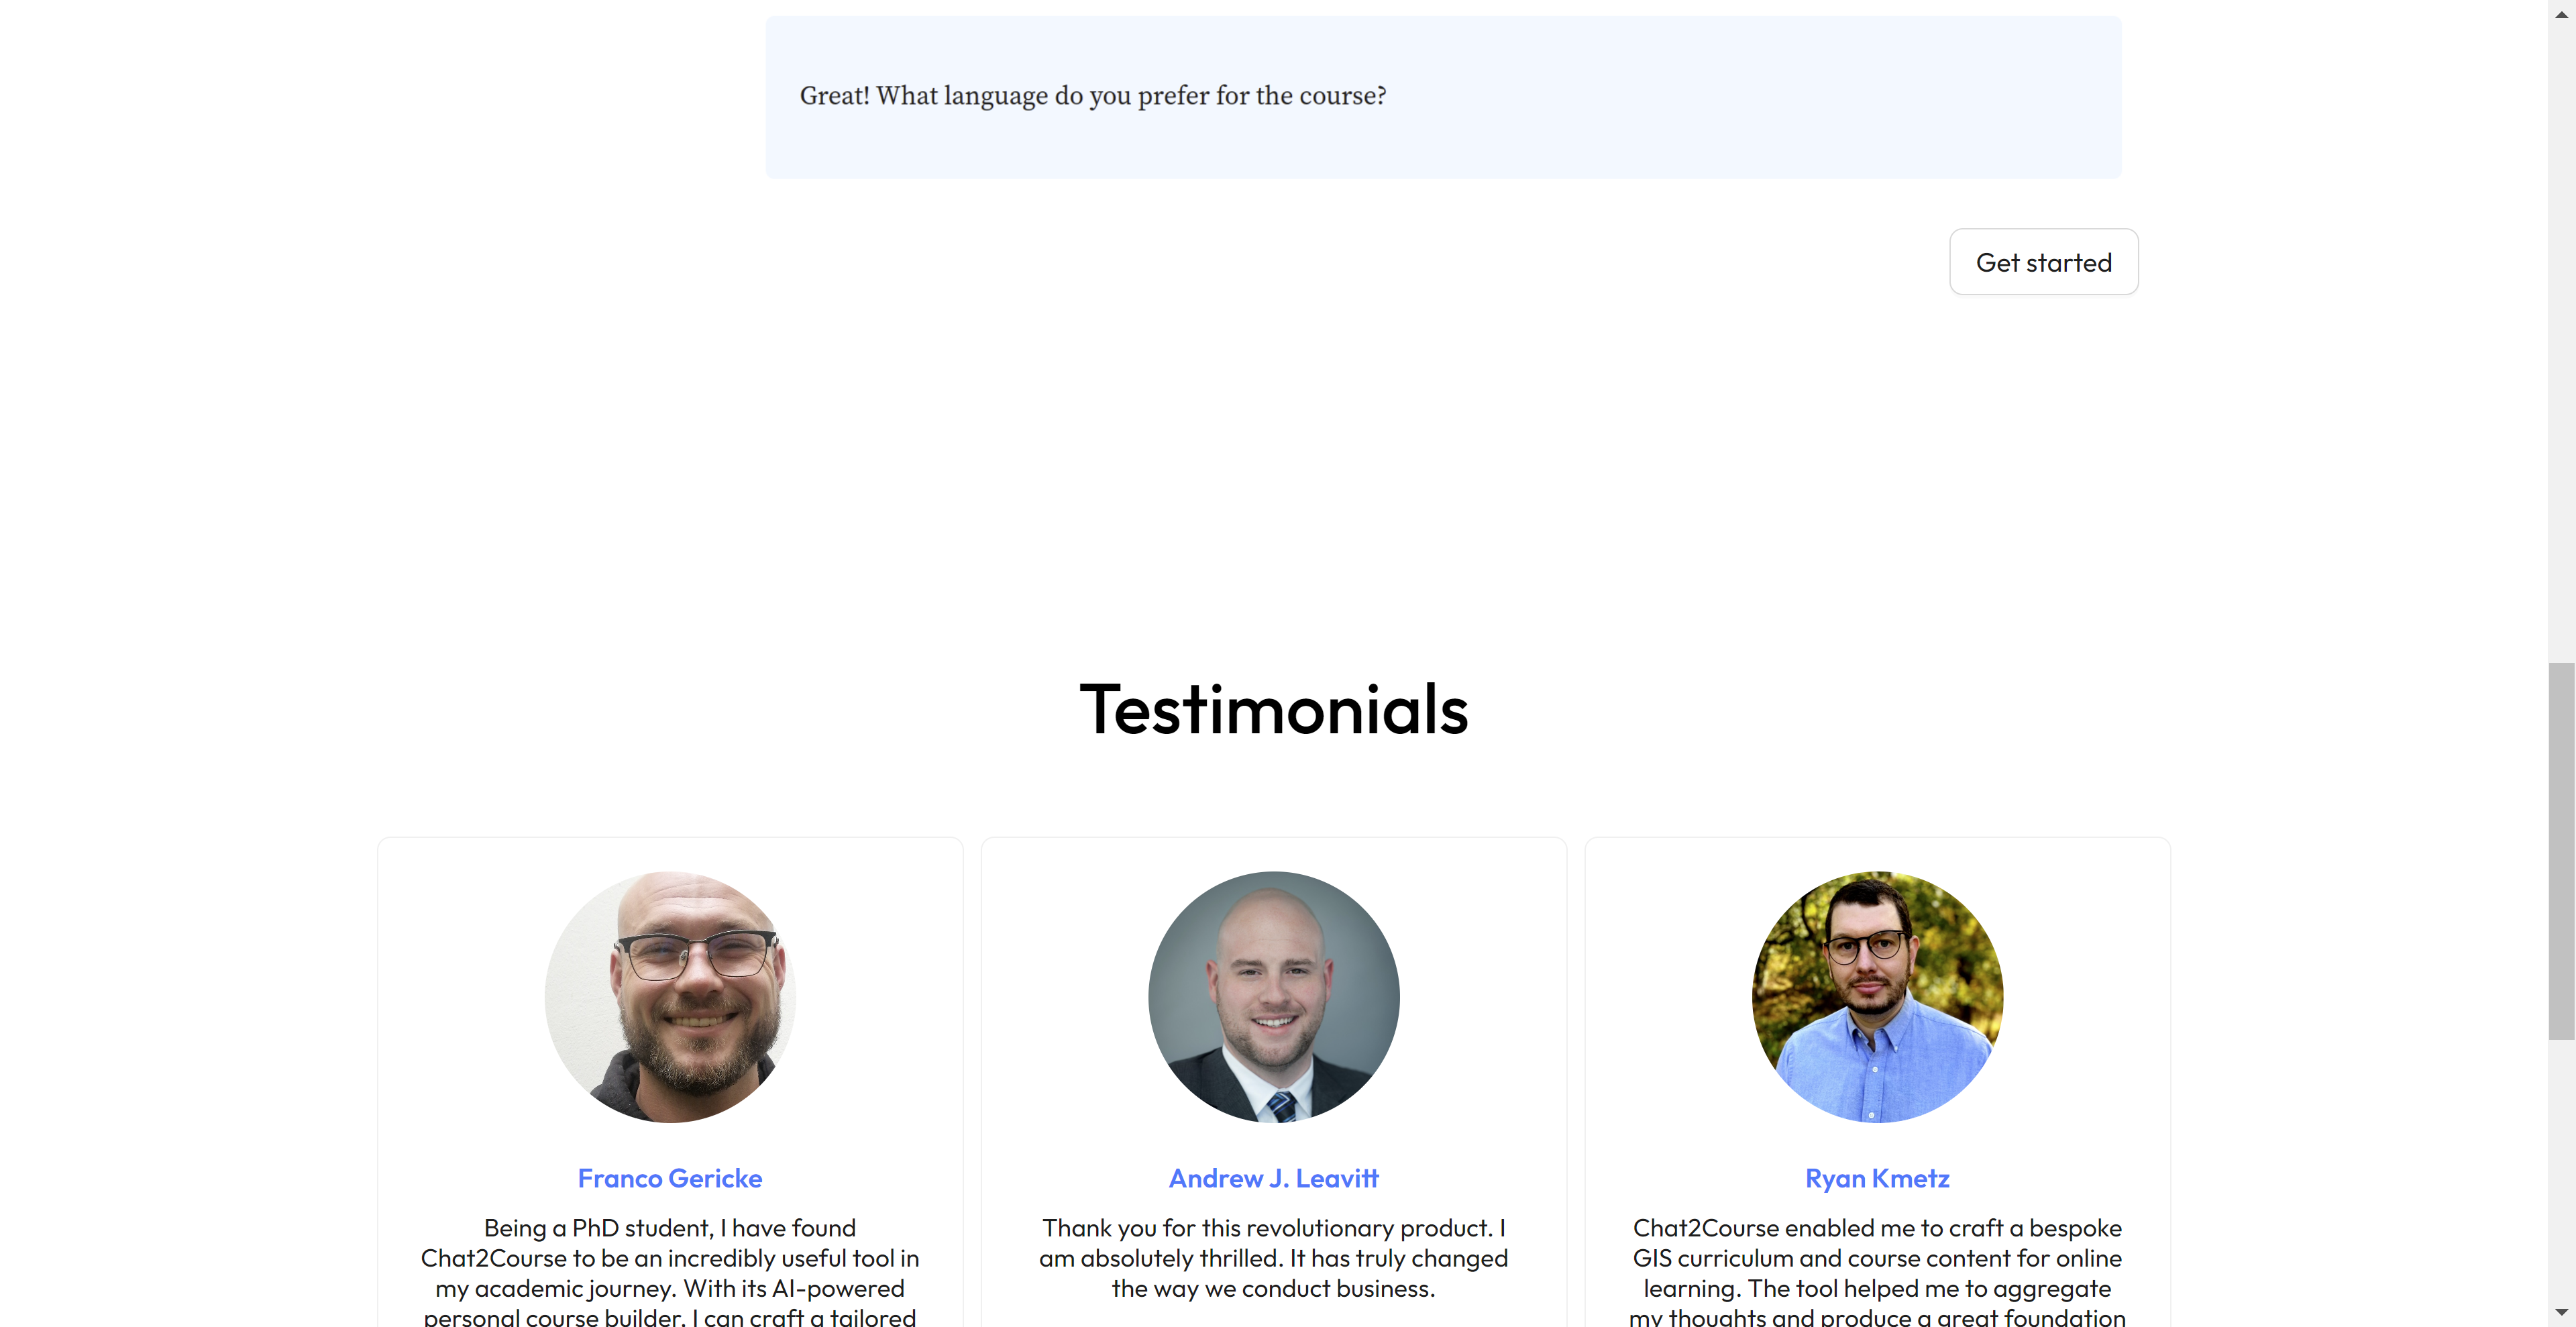 Great! What language do you prefer for the course?
Get started
Testimonials
Franco Gericke
Being a PhD student, I have found
Chat2Course to be an incredibly useful tool in
my academic journey. With its AI-powered
personal course builder, I can craft a tailored
Andrew J. Leavitt
Thank you for this revolutionary product. I
am absolutely thrilled. It has truly changed
the way we conduct business.
Ryan Kmetz
Chat2Course enabled me to craft a bespoke
GIS curriculum and course content for online
learning. The tool helped me to aggregate
my thoughts and produce a great foundation